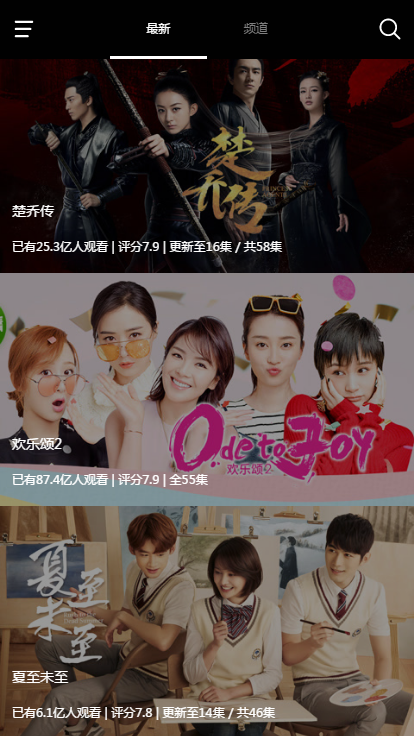 最新
频道
楚乔传
楚乔传
已有25.3亿人观看 | 评分7.9 | 更新至16集 / 共58集
Ode to Joy
欢乐颂2
欢乐颂2
已有87.4亿人观看 | 评分7.9 | 全55集
夏至未至
夏至未至
已有6.1亿人观看 | 评分7.8 | 更新至14集 / 共46集